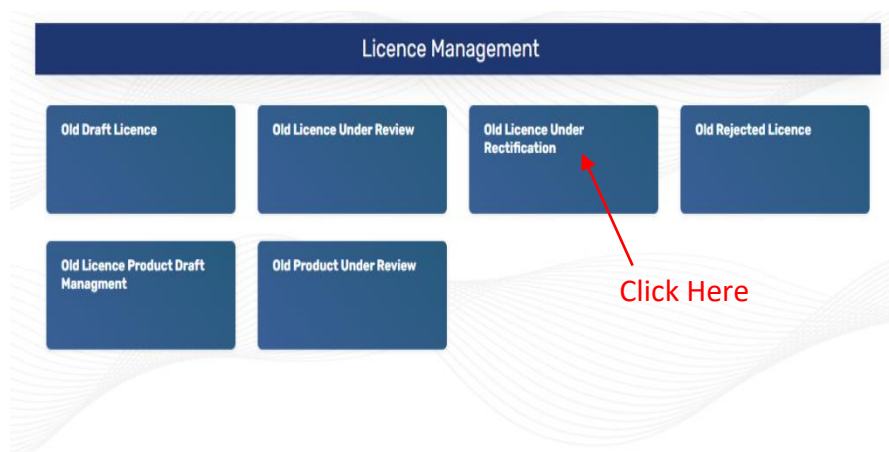 Licence Management
Old Draft Licence
Old Licence Under Review
Old Licence Under
Rectification
Old Rejected Licence
Old Licence Product Draft
Managment
Old Product Under Review
Click Here